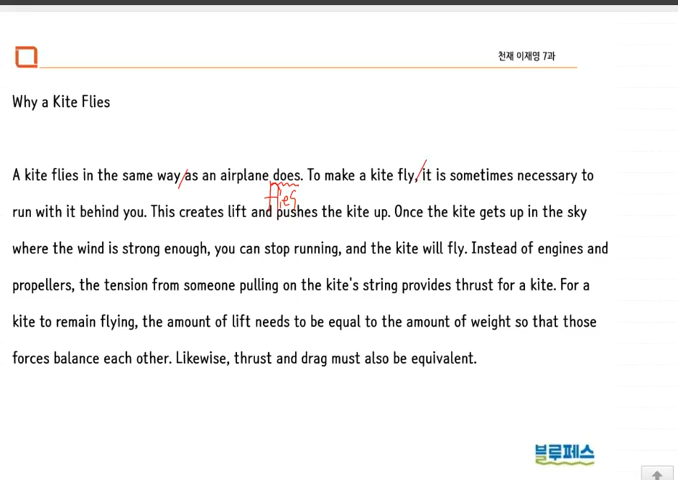 천재 이재영 7과
Why a Kite Flies
A kite flies in the same way as an airplane does. To make a kite fly, it is sometimes necessary to
flies
run with it behind you. This creates lift and pushes the kite up. Once the kite gets up in the sky
where the wind is strong enough, you can stop running, and the kite will fly. Instead of engines and
propellers, the tension from someone pulling on the kite's string provides thrust for a kite. For a
kite to remain flying, the amount of lift needs to be equal to the amount of weight so that those
forces balance each other. Likewise, thrust and drag must also be equivalent.
블루페스